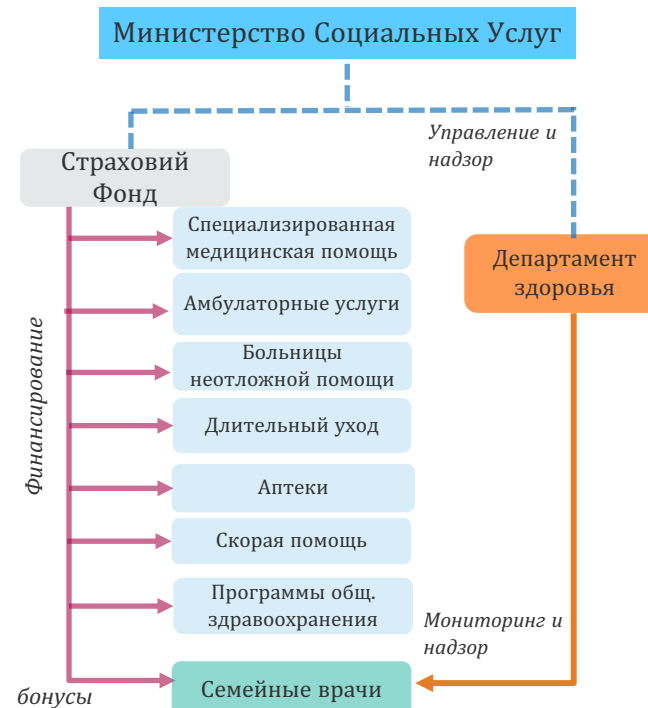 Министерство Социальных Услуг
Управление и
надзор
Страховий
Фонд
Специализированная
медицинская помощь
Департамент
здоровья
Амбулаторные услуги
Финансирование
Больницы
неотложной помощи
Длительный уход
Аптеки
Скорая помощь
Программы общ.
здравоохранения
Мониторинг и
надзор
Семейные врачи
бонусы